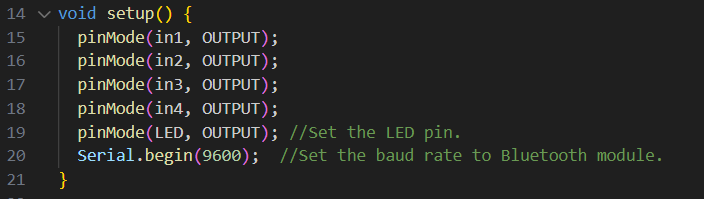 14 void setup() {
15 pinMode(in1, OUTPUT);
16 pinMode(in2, OUTPUT);
17 pinMode(in3, OUTPUT);
18 pinMode(in4, OUTPUT);
19 pinMode(LED, OUTPUT); //Set the LED pin.
20 Serial.begin(9600);  //Set the baud rate to Bluetooth module.
21 }